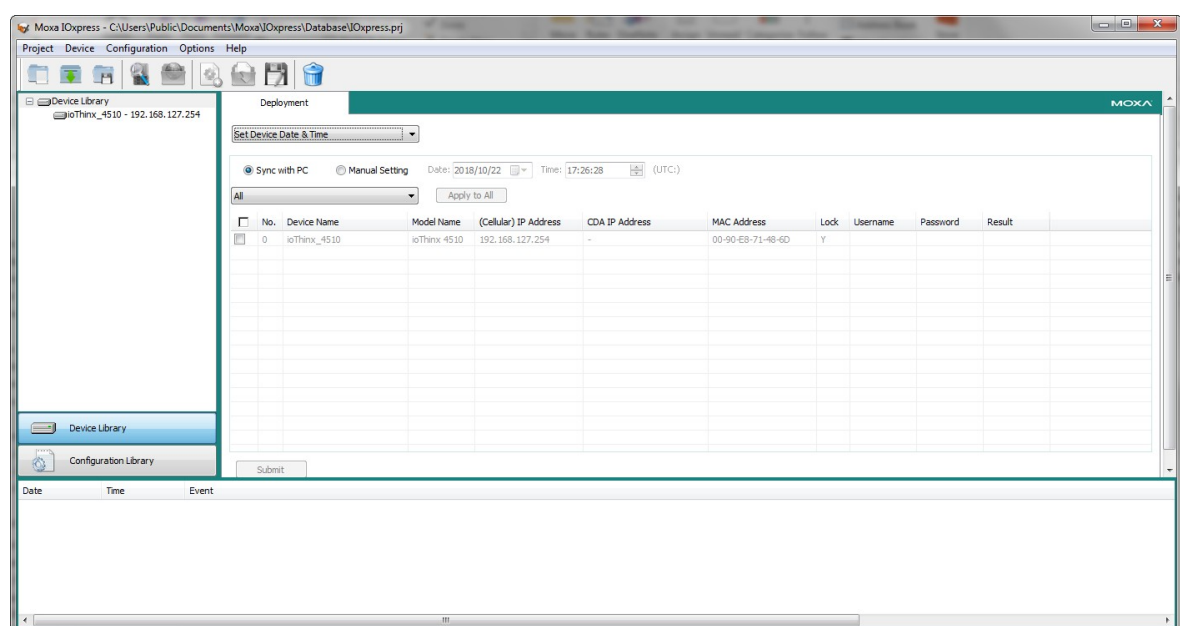 Moxa IOxpress - C:\Users\Public\Documents\Moxa\IOxpress\Database\IOxpress.prj
Project Device Configuration Options Help
Device Library
ioThinx_4510 - 192.168.127.254
Deployment
MOXA
Set Device Date & Time
Sync with PC Manual Setting Date: 2018/10/22 Time: 17:26:28 (UTC:)
All Apply to All
No. Device Name Model Name (Cellular) IP Address CDA IP Address MAC Address Lock Username Password Result
0 ioThinx_4510 ioThinx 4510 192.168.127.254 - 00-90-E8-71-48-6D Y
Device Library
Configuration Library
Submit
Date Time Event